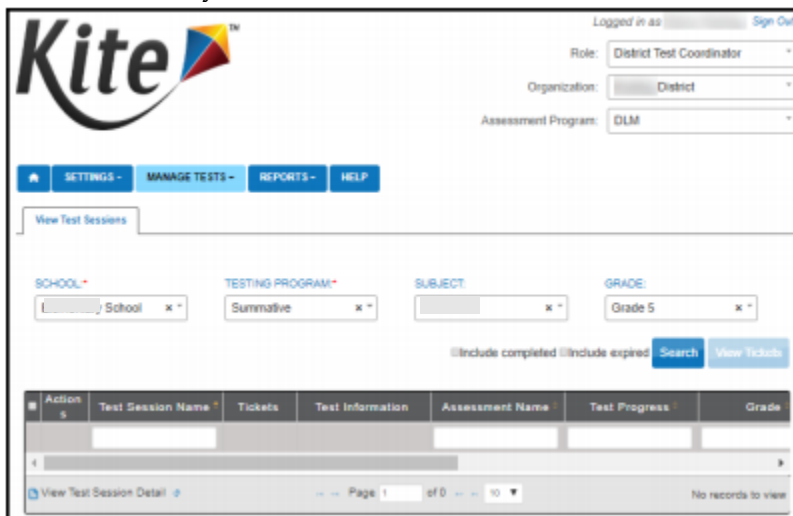 Kite™
Logged in as Sign Out
Role: District Test Coordinator
Organization: District
Assessment Program: DLM
SETTINGS MANAGE TESTS REPORTS HELP
View Test Sessions
SCHOOL:* TESTING PROGRAM:* SUBJECT: GRADE:
School × Summative × × Grade 5 ×
Include completed Include expired Search View Tickets
Actions Test Session Name Tickets Test Information Assessment Name Test Progress Grade
View Test Session Detail Page 1 of 0 10 No records to view